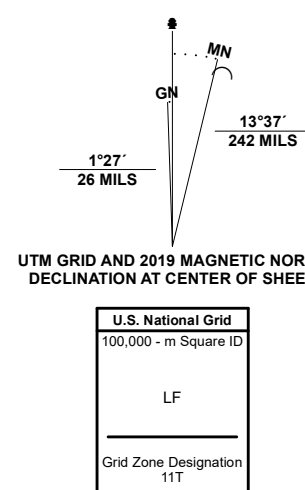 MN
GN
13°37´
242 MILS
1°27´
26 MILS
UTM GRID AND 2019 MAGNETIC NOR
DECLINATION AT CENTER OF SHEE
U.S. National Grid
100,000 - m Square ID
LF
Grid Zone Designation
11T